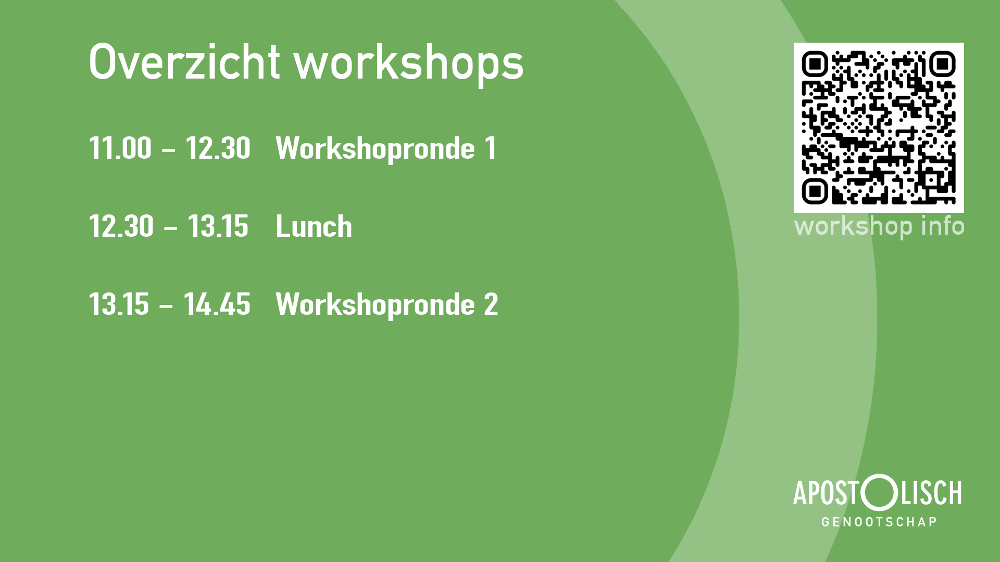 Overzicht workshops
11.00 – 12.30 Workshopronde 1
12.30 – 13.15 Lunch
13.15 – 14.45 Workshopronde 2
workshop info
APOSTOLISCH
GENOOTSCHAP